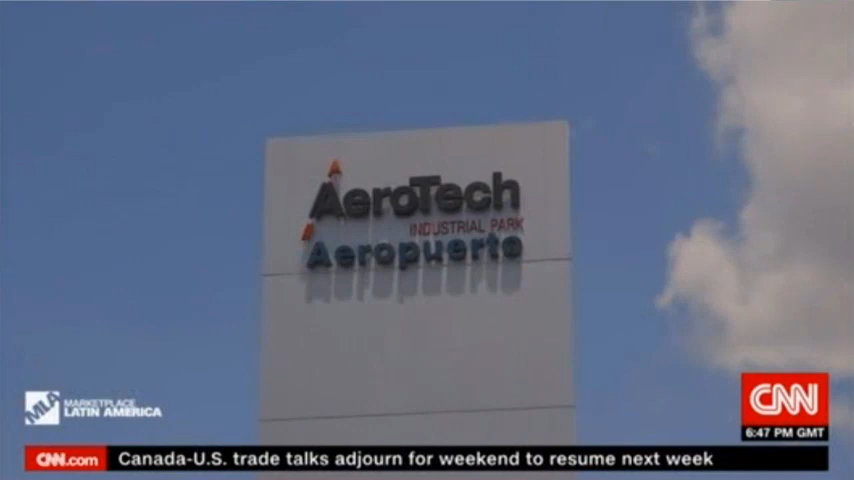 AeroTech
INDUSTRIAL PARK
Aeropuerto
MLA
MARKETPLACE
LATIN AMERICA
CNN
6:47 PM GMT
CNN.com
Canada-U.S. trade talks adjourn for weekend to resume next week